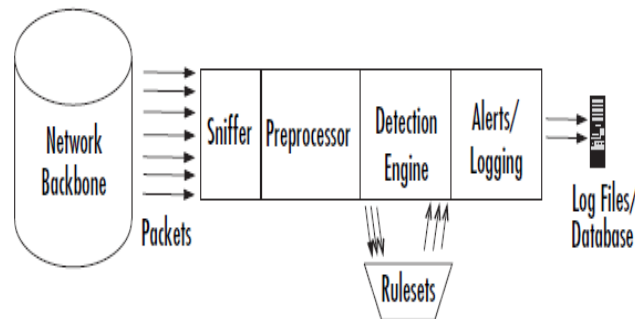 Network
Backbone
Packets
Sniffer
Preprocessor
Detection
Engine
Alerts/
Logging
Rulesets
Log Files/
Database